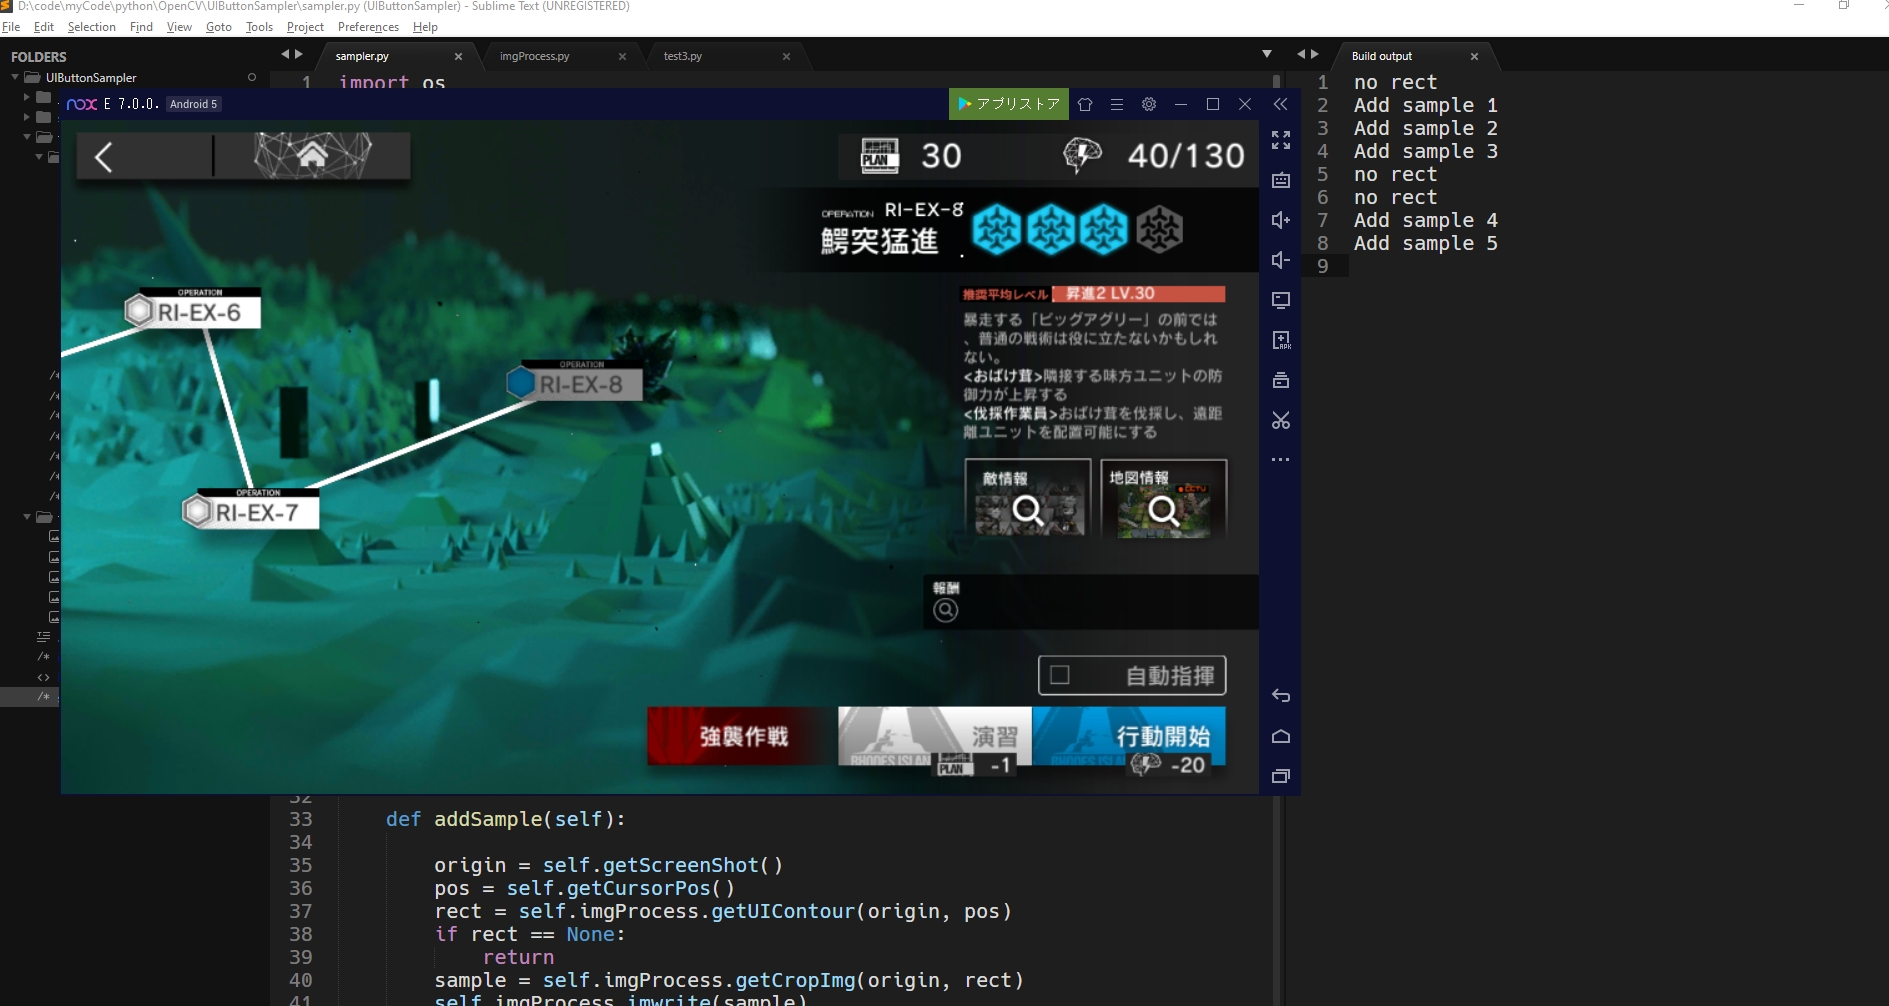 D:\code\myCode\python\OpenCV\UIButtonSampler\sampler.py (UIButtonSampler) - Sublime Text (UNREGISTERED)
File Edit Selection Find View Goto Tools Project Preferences Help
FOLDERS
UIButtonSampler
sampler.py
imgProcess.py
test3.py
Build output
1 import os
nox E 7.0.0. Android 5
アプリストア
PLAN 30
40/130
OPERATION RI-EX-8
鰐突猛進
OPERATION
RI-EX-6
OPERATION
RI-EX-8
OPERATION
RI-EX-7
推奨平均レベル 昇進2 LV.30
暴走する「ビッグアグリー」の前では
、普通の戦術は役に立たないかもしれ
ない。
<おばけ茸>隣接する味方ユニットの防
御力が上昇する
<伐採作業員>おばけ茸を伐採し、遠距
離ユニットを配置可能にする
敵情報
地図情報
報酬
自動指揮
強襲作戦
演習
PLAN -1
行動開始
-20
32
33 def addSample(self):
34
35 origin = self.getScreenShot()
36 pos = self.getCursorPos()
37 rect = self.imgProcess.getUIContour(origin, pos)
38 if rect == None:
39 return
40 sample = self.imgProcess.getCropImg(origin, rect)
41 self.imgProcess.imwrite(sample)
1 no rect
2 Add sample 1
3 Add sample 2
4 Add sample 3
5 no rect
6 no rect
7 Add sample 4
8 Add sample 5
9